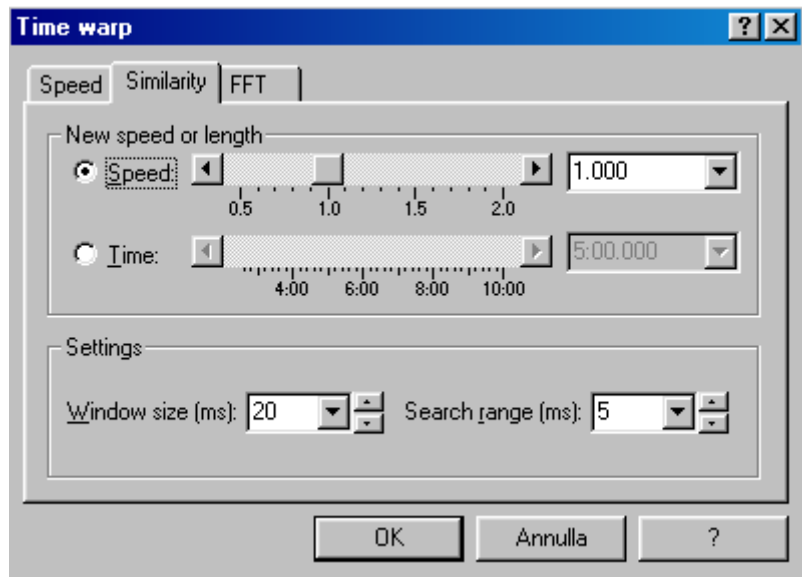 Time warp
Speed Similarity FFT
New speed or length
Speed: 1.000
0.5 1.0 1.5 2.0
Time: 5:00.000
4:00 6:00 8:00 10:00
Settings
Window size (ms): 20 Search range (ms): 5
OK Annulla ?